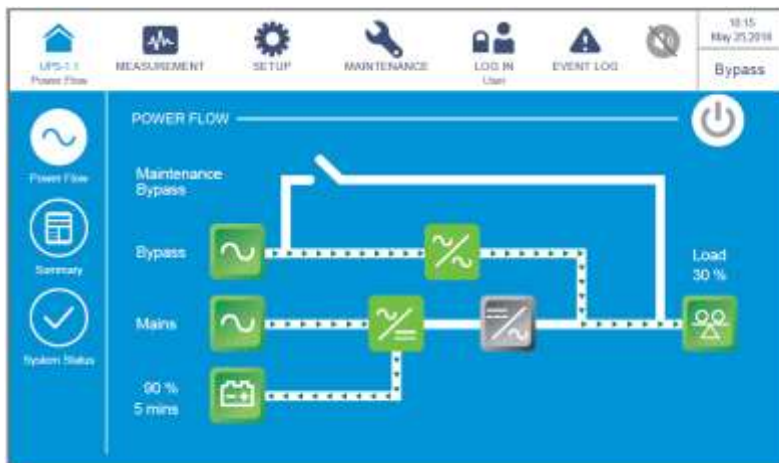 10:15
May 25,2016
Bypass
UPS-1.1
Power Flow
MEASUREMENT
SETUP
MAINTENANCE
LOG IN
User
EVENT LOG
POWER FLOW
Power Flow
Summary
System Status
Maintenance
Bypass
Bypass
Mains
90 %
5 mins
Load
30 %